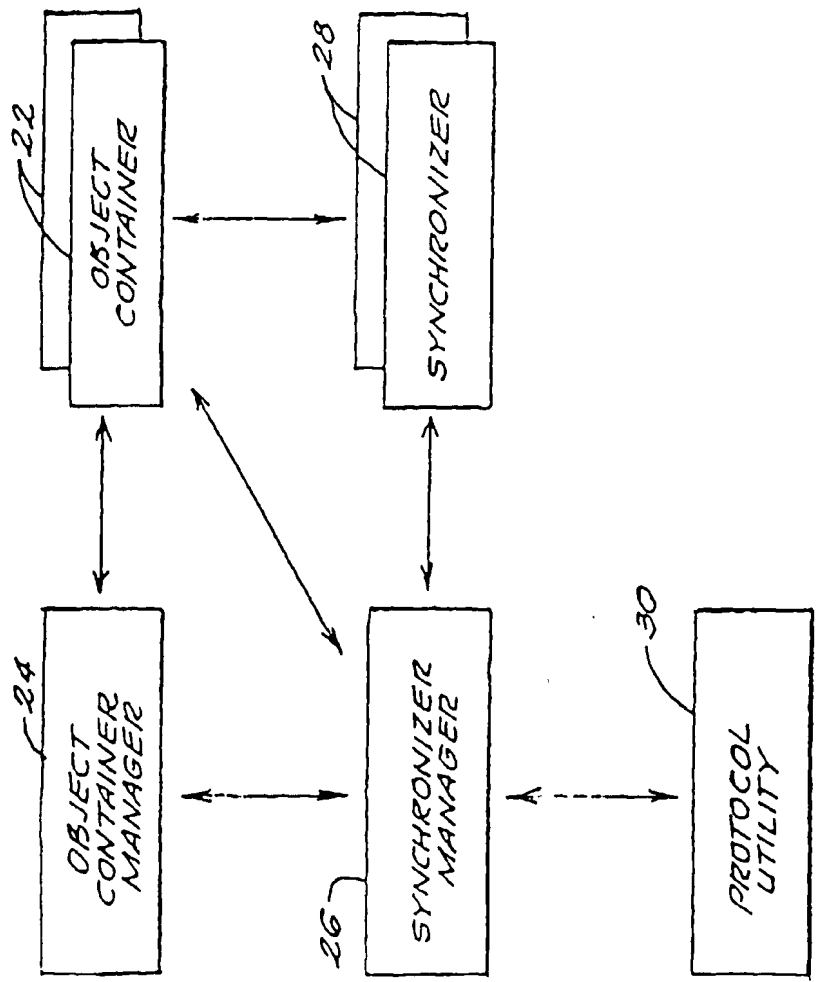 24
OBJECT
CONTAINER
MANAGER
22
OBJECT
CONTAINER
26
SYNCHRONIZER
MANAGER
28
SYNCHRONIZER
30
PROTOCOL
UTILITY